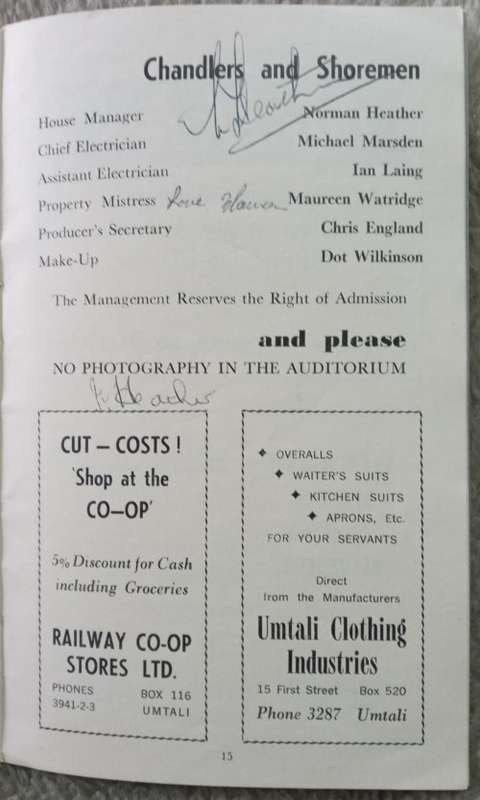 Chandlers and Shoremen
House Manager Norman Heather
Chief Electrician Michael Marsden
Assistant Electrician Ian Laing
Property Mistress Love Maureen Maureen Watridge
Producer's Secretary Chris England
Make-Up Dot Wilkinson
The Management Reserves the Right of Admission
and please
NO PHOTOGRAPHY IN THE AUDITORIUM
CUT – COSTS !
'Shop at the
CO–OP'
5% Discount for Cash
including Groceries
RAILWAY CO-OP
STORES LTD.
PHONES BOX 116
3941-2-3 UMTALI
OVERALLS
WAITER'S SUITS
KITCHEN SUITS
APRONS, Etc.
FOR YOUR SERVANTS
Direct
from the Manufacturers
Umtali Clothing
Industries
15 First Street Box 520
Phone 3287 Umtali
15